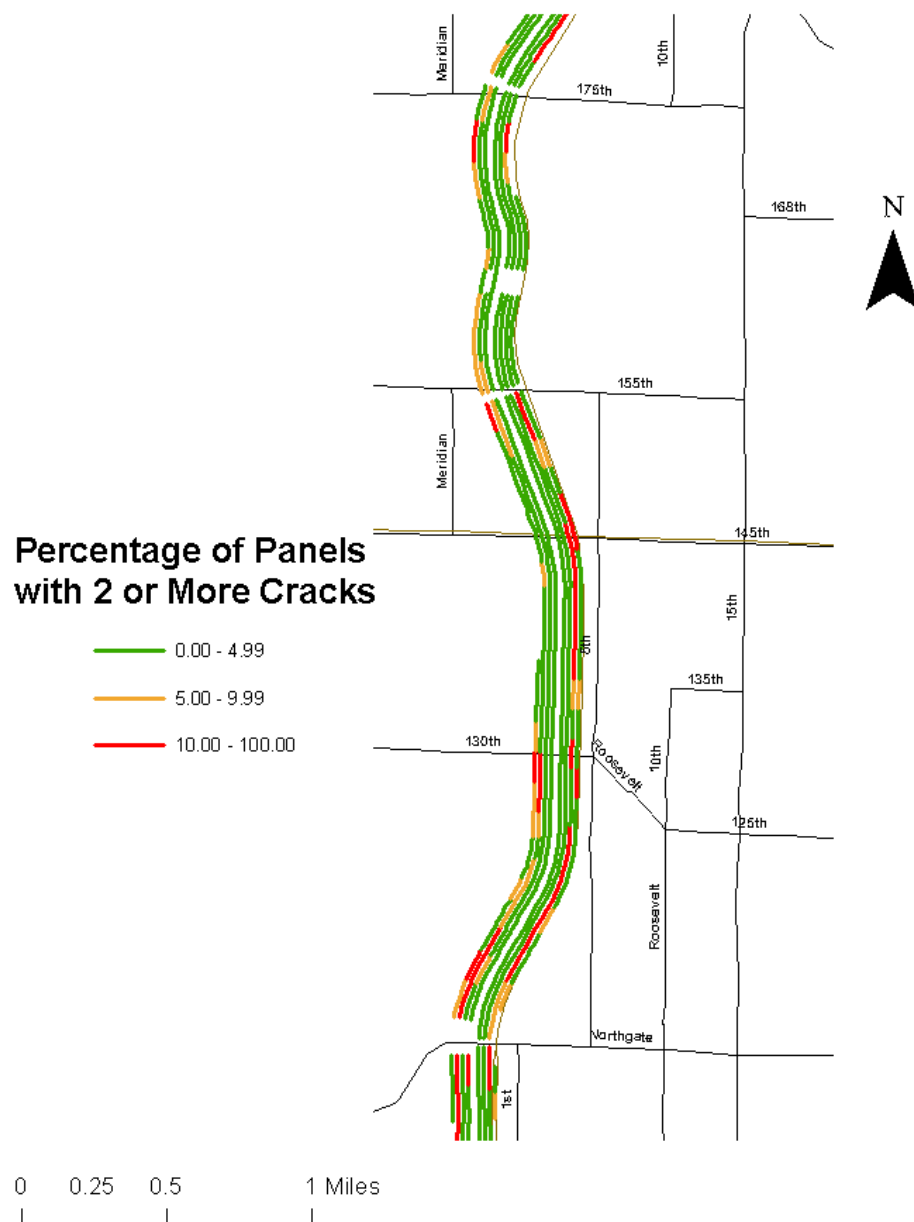 Meridian
10th
175th
N
168th
155th
Meridian
145th
Percentage of Panels
with 2 or More Cracks
0.00 - 4.99
5.00 - 9.99
10.00 - 100.00
15th
8th
135th
130th
Roosevelt
10th
125th
Roosevelt
Northgate
1st
0 0.25 0.5 1 Miles